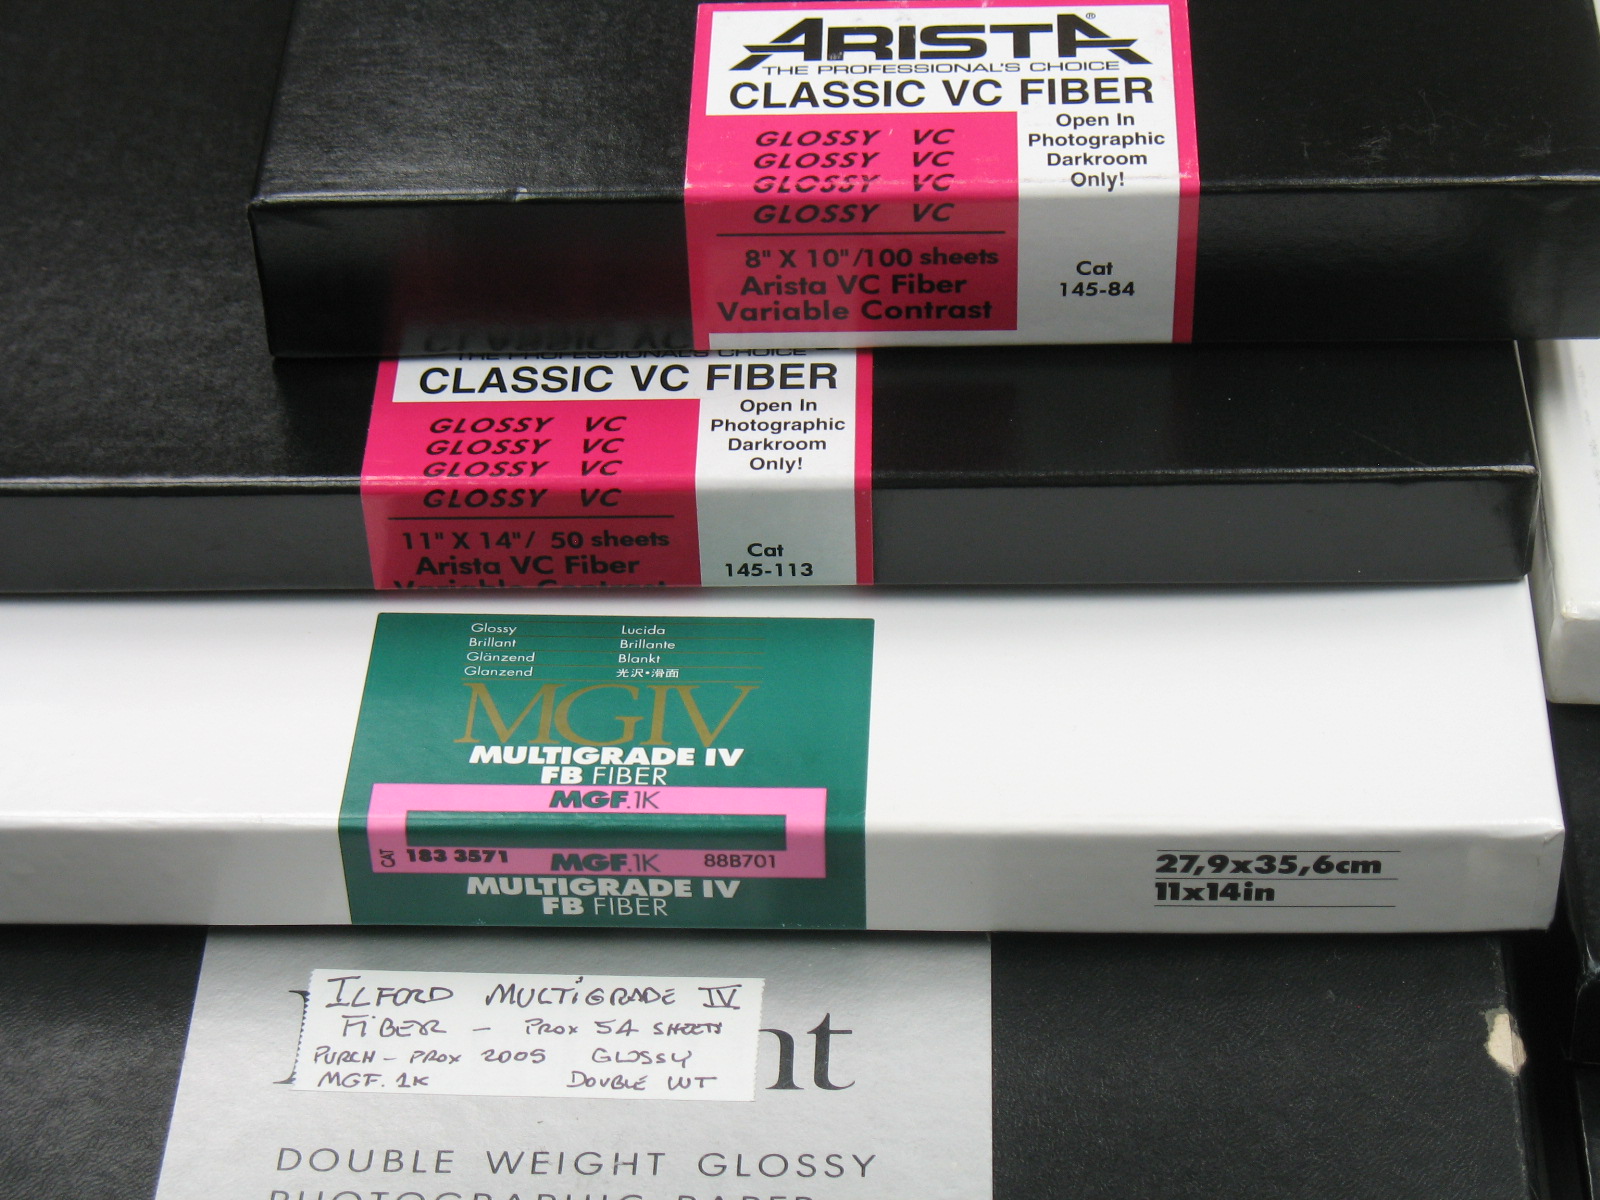 ARISTA®
THE PROFESSIONAL'S CHOICE
CLASSIC VC FIBER
GLOSSY VC
GLOSSY VC
GLOSSY VC
GLOSSY VC
Open In
Photographic
Darkroom
Only!
8" X 10"/100 sheets
Arista VC Fiber
Variable Contrast
Cat
145-84
THE PROFESSIONAL'S CHOICE
CLASSIC VC FIBER
GLOSSY VC
GLOSSY VC
GLOSSY VC
GLOSSY VC
Open In
Photographic
Darkroom
Only!
11" X 14"/ 50 sheets
Arista VC Fiber
Variable Contrast
Cat
145-113
Glossy Lucida
Brillant Brillante
Glänzend Blankt
Glanzend 光沢•滑面
MGIV
MULTIGRADE IV
FB FIBER
MGF.1K
CAT 183 3571 MGF.1K 88B701
MULTIGRADE IV
FB FIBER
27,9x35,6cm
11x14in
ILFORD MULTIGRADE IV
FIBER - PROX 54 SHEETS
PURCH - PROX 2005 GLOSSY
MGF. 1K DOUBLE WT
nt
DOUBLE WEIGHT GLOSSY
PHOTOGRAPHIC PAPER